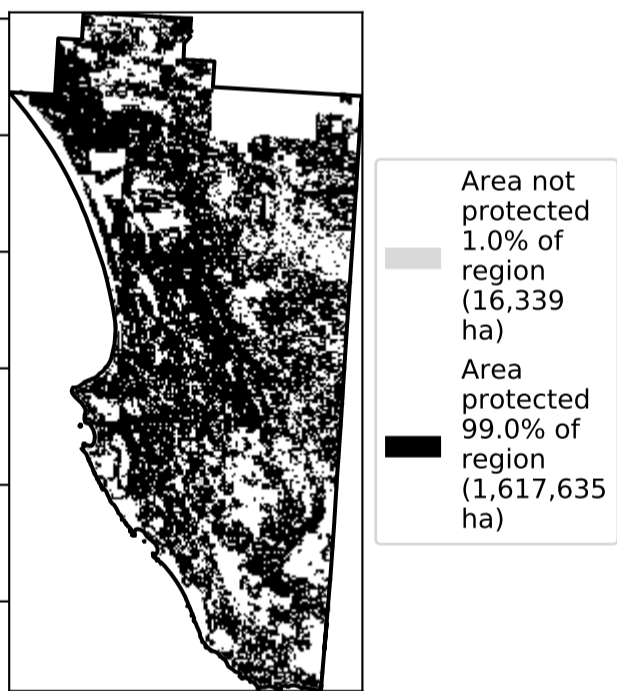 Area not
protected
1.0% of
region
(16,339
ha)
Area
protected
99.0% of
region
(1,617,635
ha)